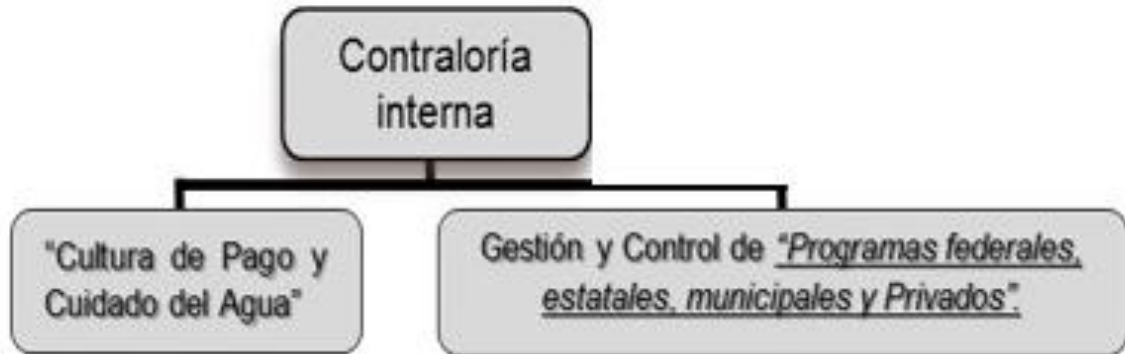 Contraloría
interna
"Cultura de Pago y
Cuidado del Agua"
Gestión y Control de "Programas federales,
estatales, municipales y Privados".